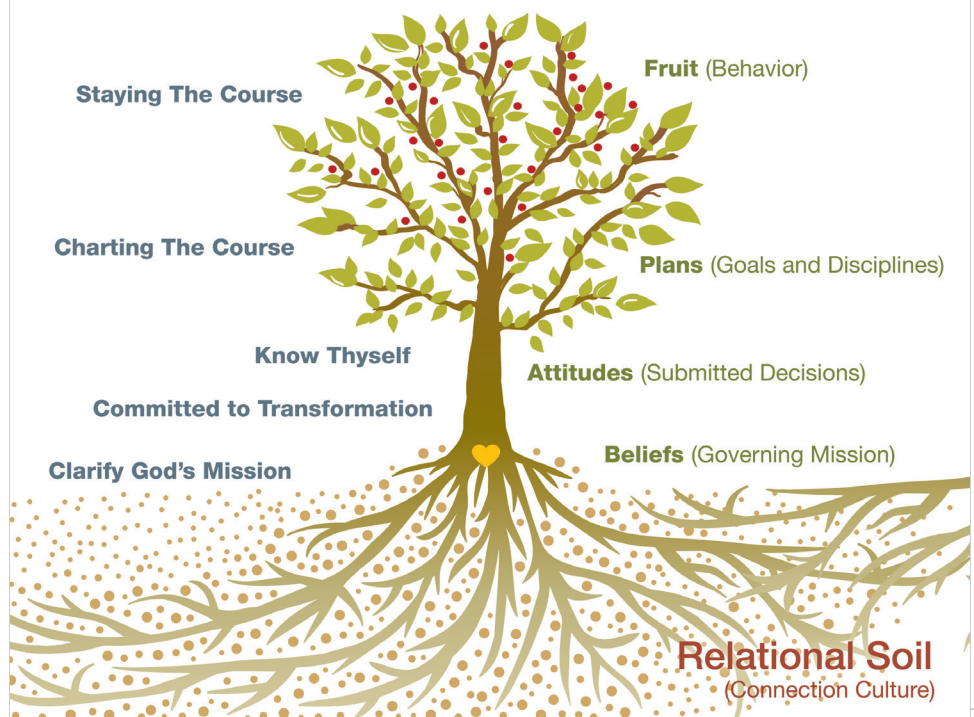 Fruit (Behavior)
Staying The Course
Charting The Course
Plans (Goals and Disciplines)
Know Thyself
Attitudes (Submitted Decisions)
Committed to Transformation
Beliefs (Governing Mission)
Clarify God's Mission
Relational Soil
(Connection Culture)